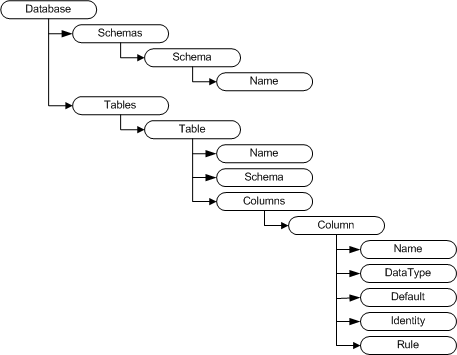 Database
Schemas
Schema
Name
Tables
Table
Name
Schema
Columns
Column
Name
DataType
Default
Identity
Rule